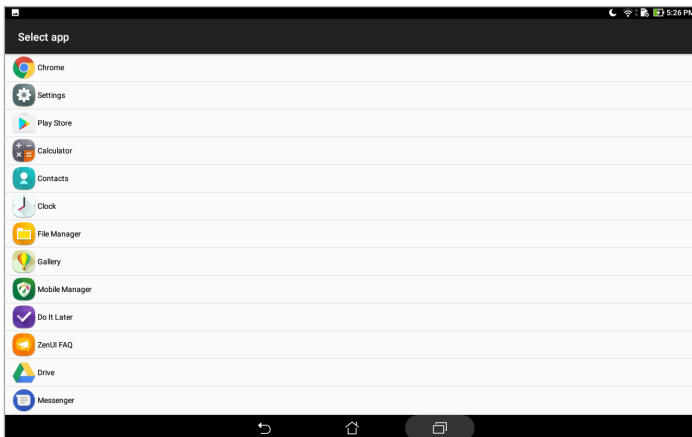 5:26 PM
Select app
Chrome
Settings
Play Store
Calculator
Contacts
Clock
File Manager
Gallery
Mobile Manager
Do It Later
ZenUI FAQ
Drive
Messenger